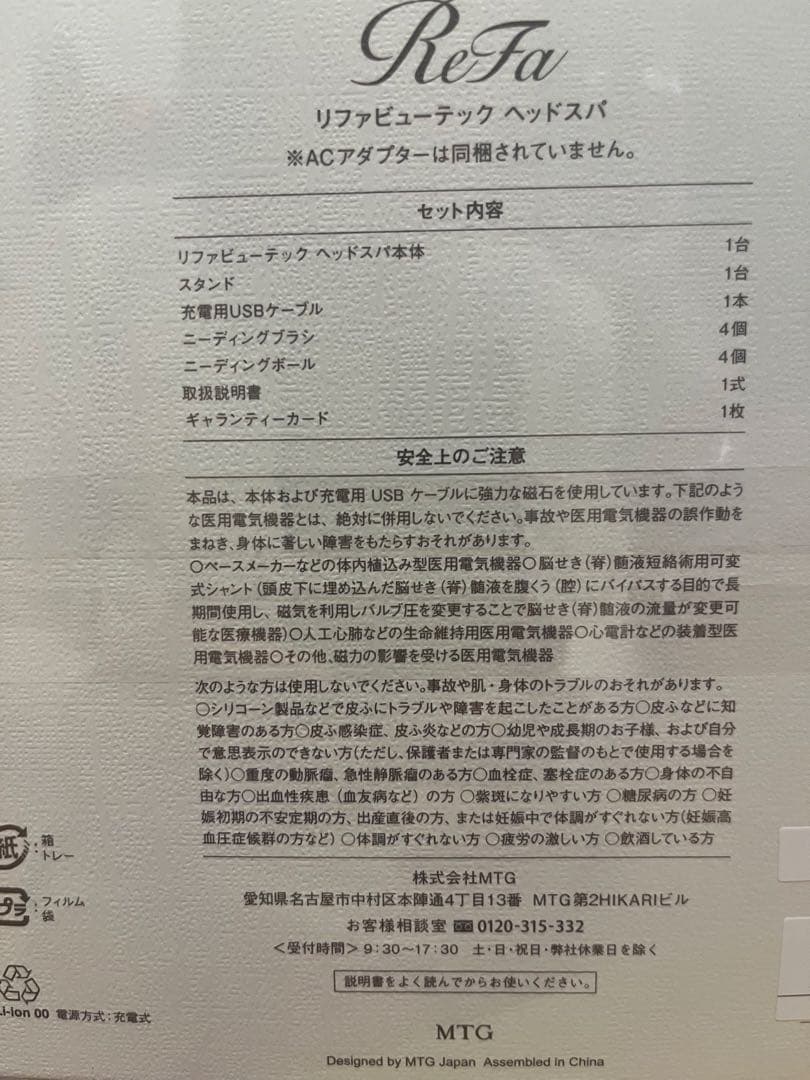 ReFa
リファビューテック ヘッドスパ
※ACアダプターは同梱されていません。
セット内容
リファビューテック ヘッドスパ本体 1台
スタンド 1台
充電用USBケーブル 1本
ニーディングブラシ 4個
ニーディングボール 4個
取扱説明書 1式
ギャランティーカード 1枚
安全上のご注意
本品は、本体および充電用 USB ケーブルに強力な磁石を使用しています。下記のよう
な医用電気機器とは、絶対に併用しないでください。事故や医用電気機器の誤作動を
まねき、身体に著しい障害をもたらすおそれがあります。
○ペースメーカーなどの体内植込み型医用電気機器○脳せき(脊)髄液短絡術用可変
式シャント(頭皮下に埋め込んだ脳せき(脊)髄液を腹くう(腔)にバイパスする目的で長
期間使用し、磁気を利用しバルブ圧を変更することで脳せき(脊)髄液の流量が変更可
能な医療機器)○人工心肺などの生命維持用医用電気機器○心電計などの装着型医
用電気機器○その他、磁力の影響を受ける医用電気機器
次のような方は使用しないでください。事故や肌・身体のトラブルのおそれがあります。
○シリコーン製品などで皮ふにトラブルや障害を起こしたことがある方○皮ふなどに知
覚障害のある方○皮ふ感染症、皮ふ炎などの方○幼児や成長期のお子様、および自分
で意思表示のできない方(ただし、保護者または専門家の監督のもとで使用する場合を
除く)○重度の動脈瘤、急性静脈瘤のある方○血栓症、塞栓症のある方○身体の不自
由な方○出血性疾患(血友病など)の方 ○紫斑になりやすい方 ○糖尿病の方 ○妊
娠初期の不安定期の方、出産直後の方、または妊娠中で体調がすぐれない方(妊娠高
血圧症候群の方など) ○体調がすぐれない方 ○疲労の激しい方 ○飲酒している方
紙 : 箱
トレー
プラ : フィルム
袋
Li-ion 00 電源方式:充電式
株式会社MTG
愛知県名古屋市中村区本陣通4丁目13番 MTG第2HIKARIビル
お客様相談室 0120-315-332
<受付時間> 9:30~17:30 土・日・祝日・弊社休業日を除く
説明書をよく読んでからお使いください。
MTG
Designed by MTG Japan Assembled in China